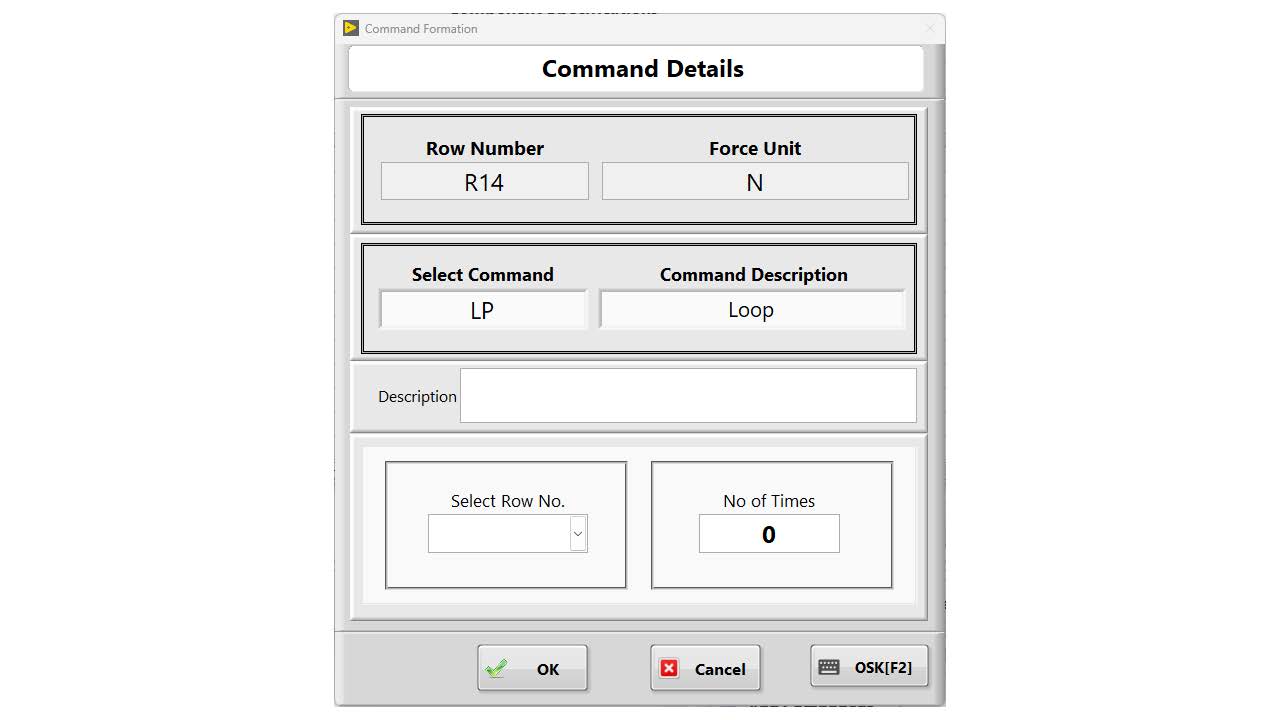 Command Formation
Command Details
Row Number
Force Unit
R14
N
Select Command
Command Description
LP
Loop
Description
Select Row No.
No of Times
0
OK
Cancel
OSK[F2]